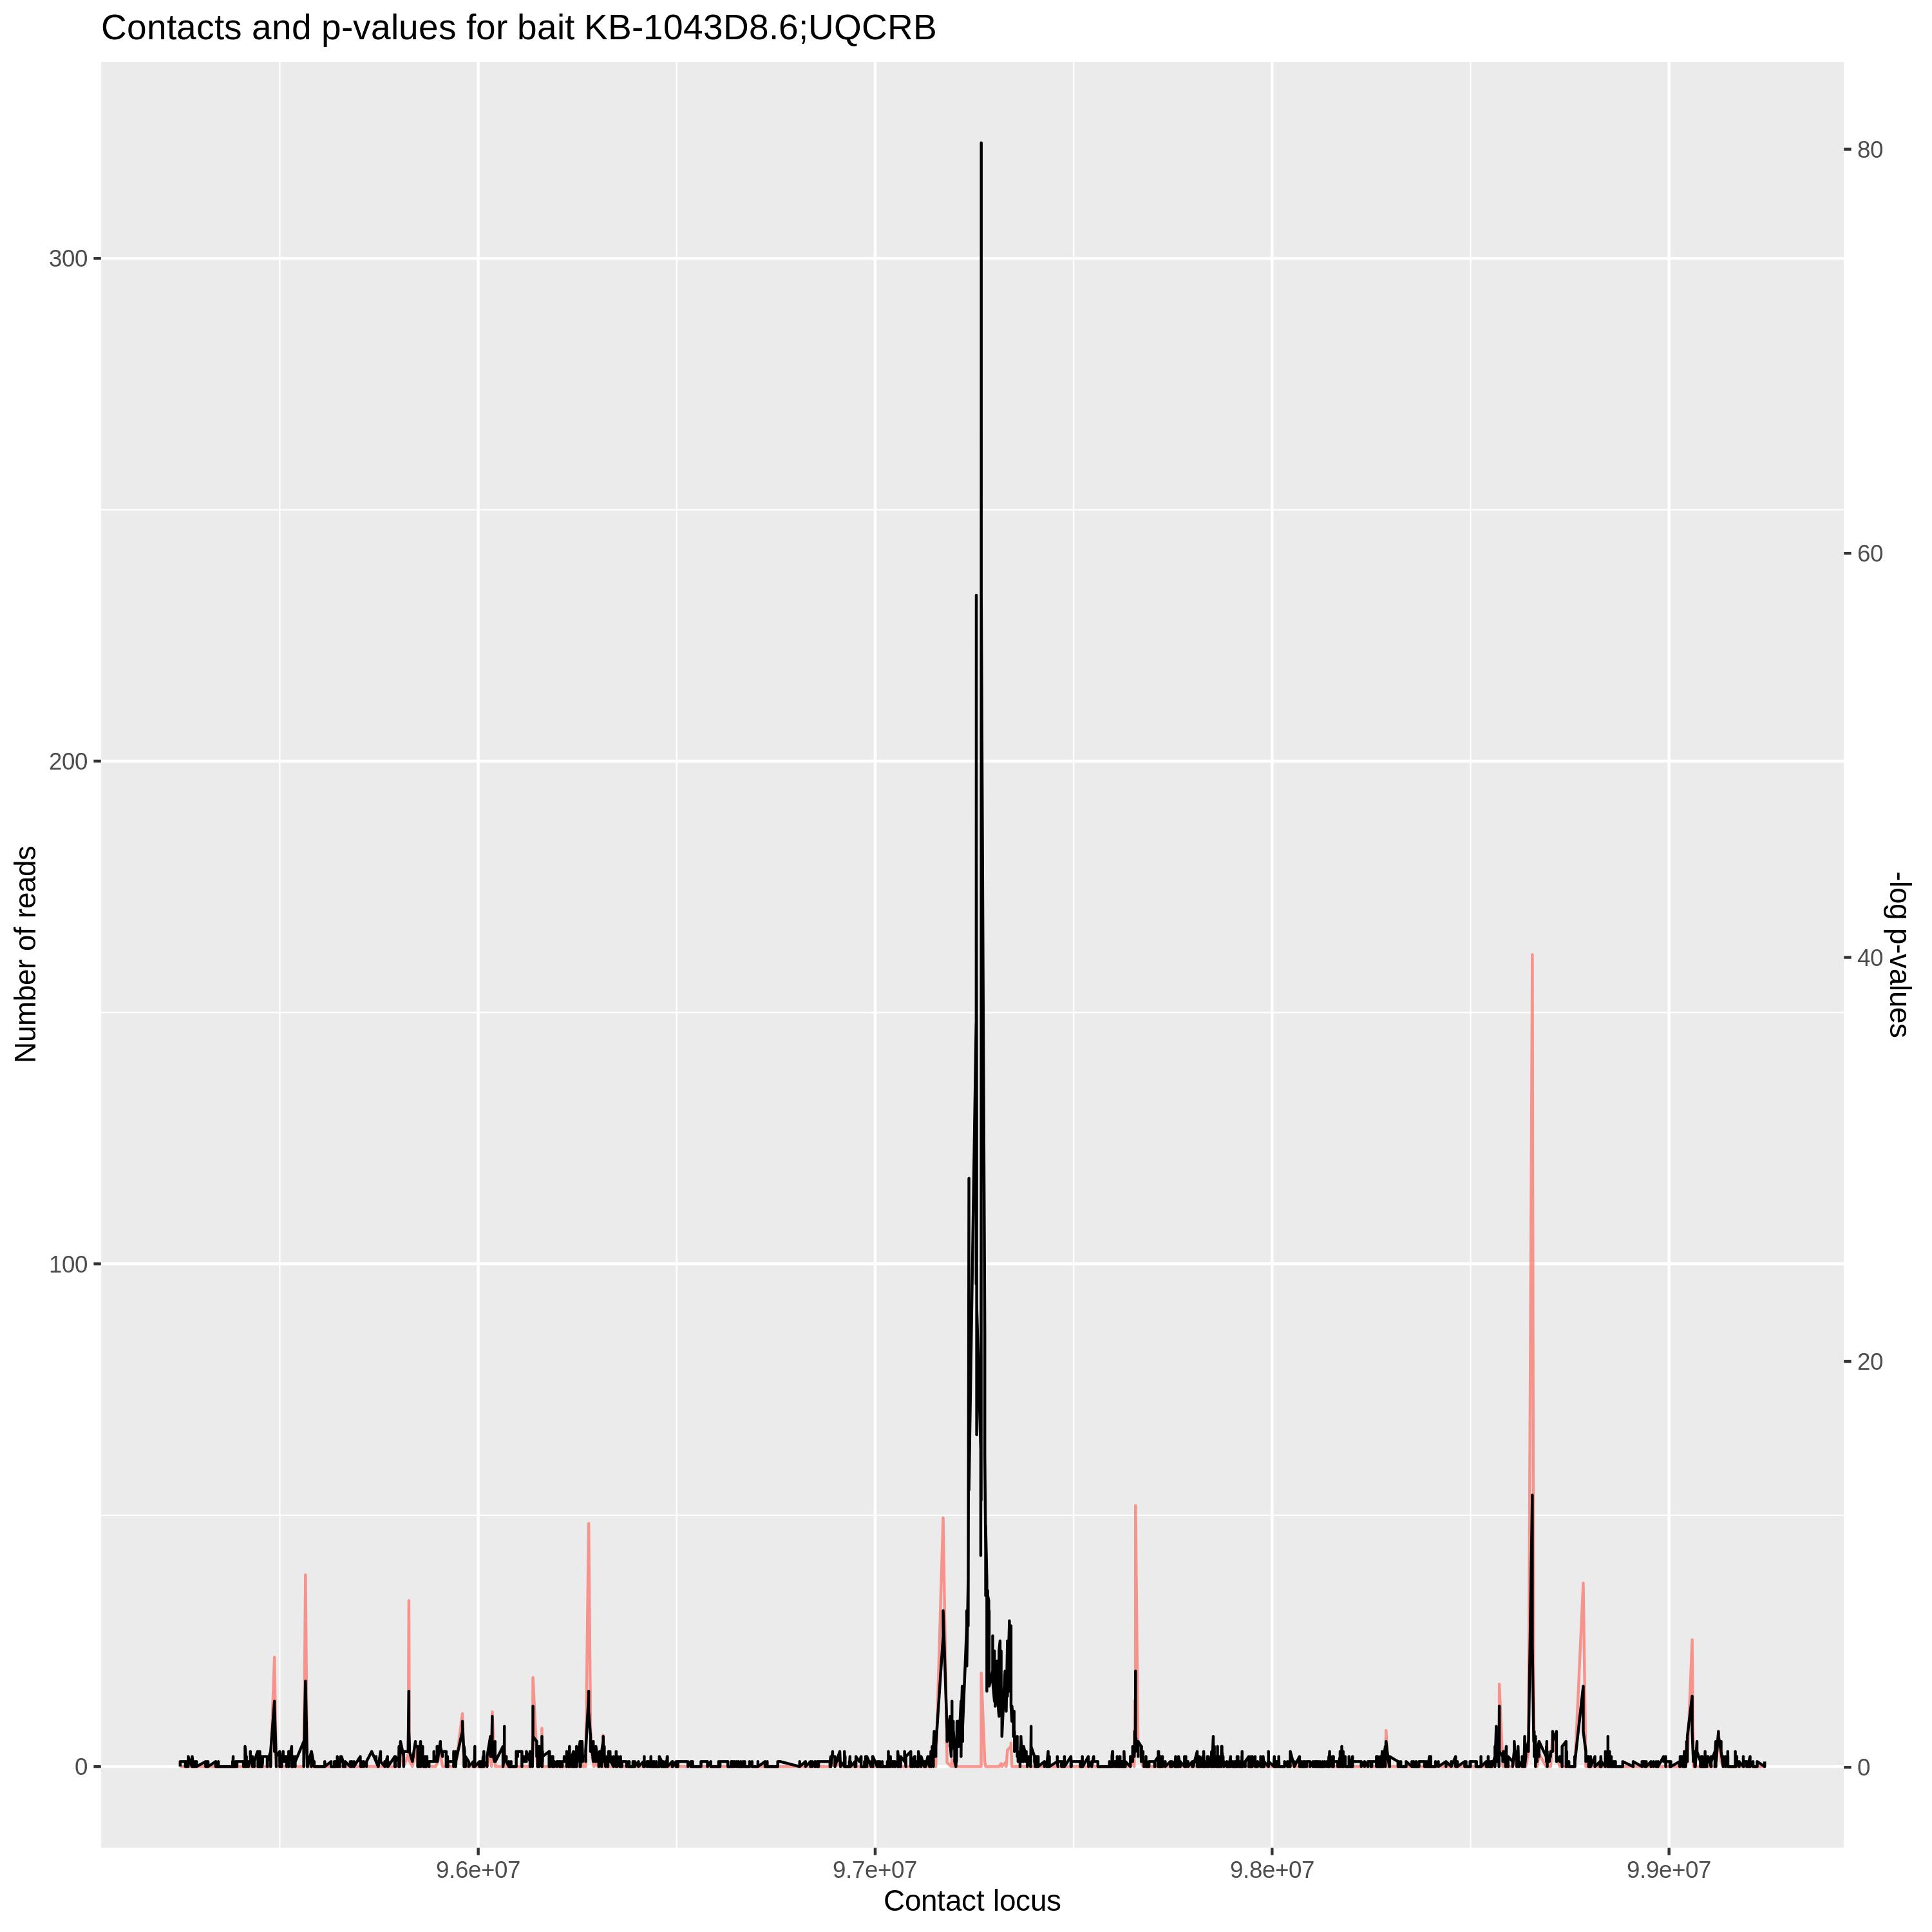 Contacts and p-values for bait KB-1043D8.6;UQCRB
300
200
100
0
Number of reads
80
60
40
20
0
-log p-values
9.6e+07
9.7e+07
9.8e+07
9.9e+07
Contact locus